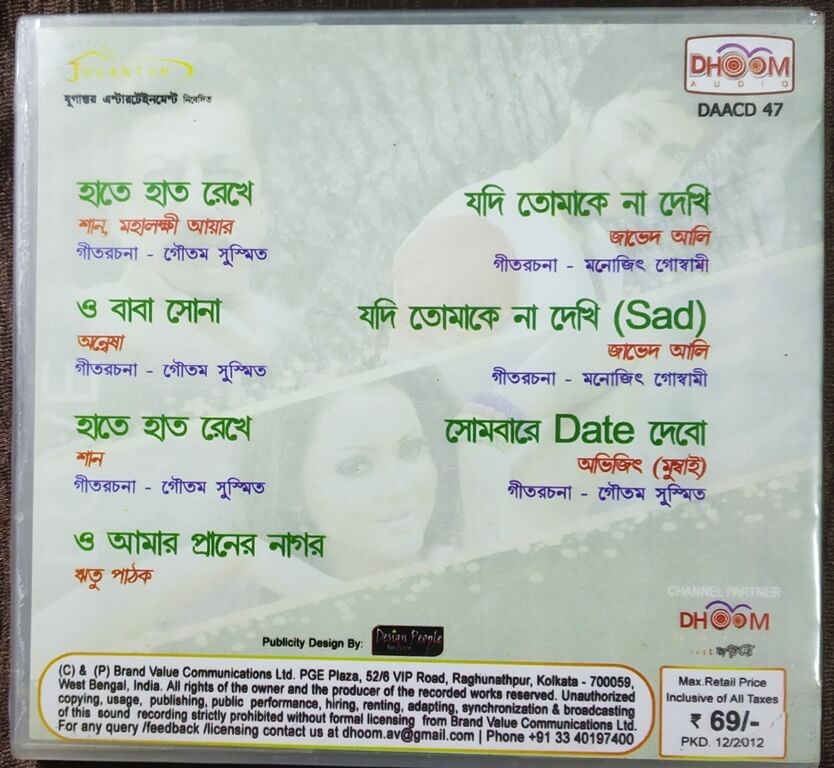 JUGANTOR
যুগান্তর এন্টারটেইনমেন্ট নিবেদিত
DHOOM
AUDIO
DAACD 47
হাতে হাত রেখে
শান, মহালক্ষী আয়ার
গীতরচনা - গৌতম সুস্মিত
ও বাবা সোনা
অন্বেষা
গীতরচনা - গৌতম সুস্মিত
হাতে হাত রেখে
শান
গীতরচনা - গৌতম সুস্মিত
ও আমার প্রানের নাগর
ঋতু পাঠক
যদি তোমাকে না দেখি
জাভেদ আলি
গীতরচনা - মনোজিৎ গোস্বামী
যদি তোমাকে না দেখি (Sad)
জাভেদ আলি
গীতরচনা - মনোজিৎ গোস্বামী
সোমবারে Date দেবো
অভিজিৎ (মুম্বাই)
গীতরচনা - গৌতম সুস্মিত
CHANNEL PARTNER
DHOOM
Publicity Design By: Design People
(C) & (P) Brand Value Communications Ltd. PGE Plaza, 52/6 VIP Road, Raghunathpur, Kolkata - 700059,
West Bengal, India. All rights of the owner and the producer of the recorded works reserved. Unauthorized
copying, usage, publishing, public performance, hiring, renting, adapting, synchronization & broadcasting
of this sound recording strictly prohibited without formal licensing from Brand Value Communications Ltd.
For any query /feedback /licensing contact us at dhoom.av@gmail.com | Phone +91 33 40197400
Max.Retail Price
Inclusive of All Taxes
₹ 69/-
PKD. 12/2012